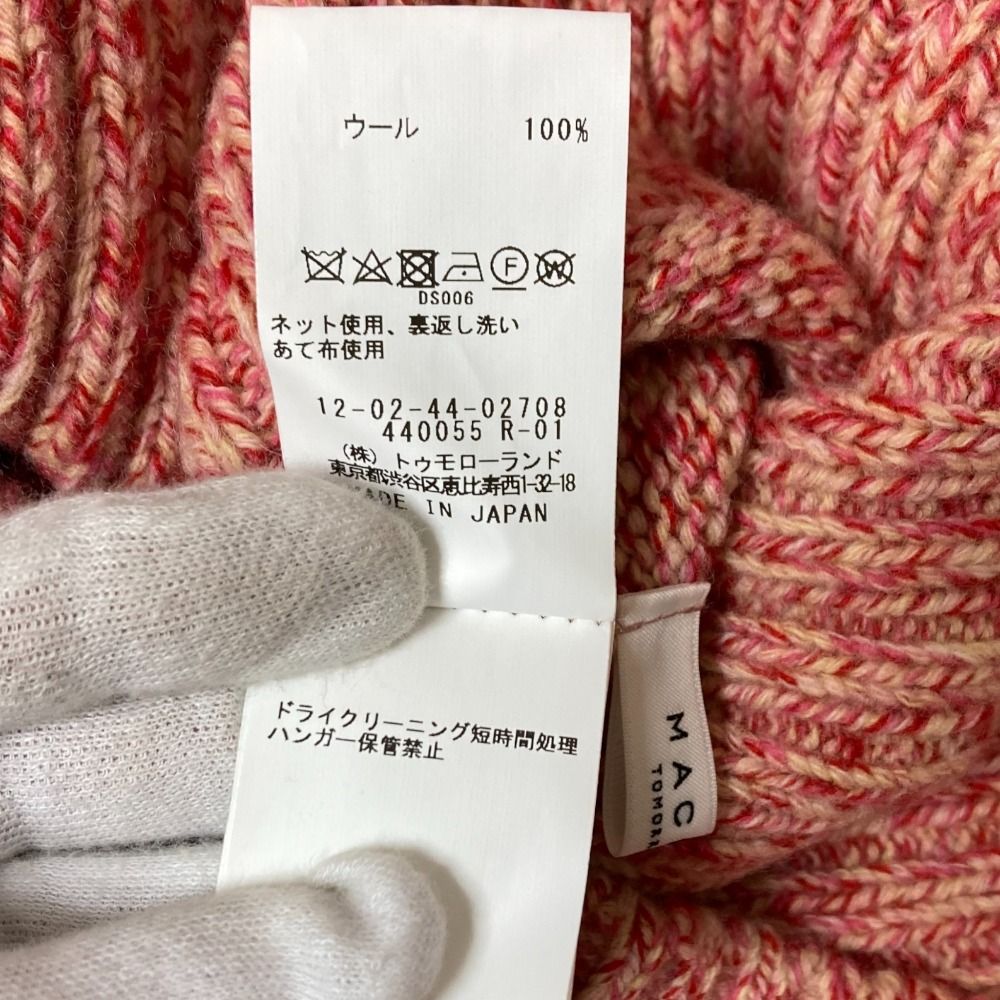 ウール 100%
F W
DS006
ネット使用、裏返し洗い
あて布使用
12-02-44-02708
440055 R-01
(株) トゥモローランド
東京都渋谷区恵比寿西1-32-18
MADE IN JAPAN
ドライクリーニング短時間処理
ハンガー保管禁止
MAC
TOMORR